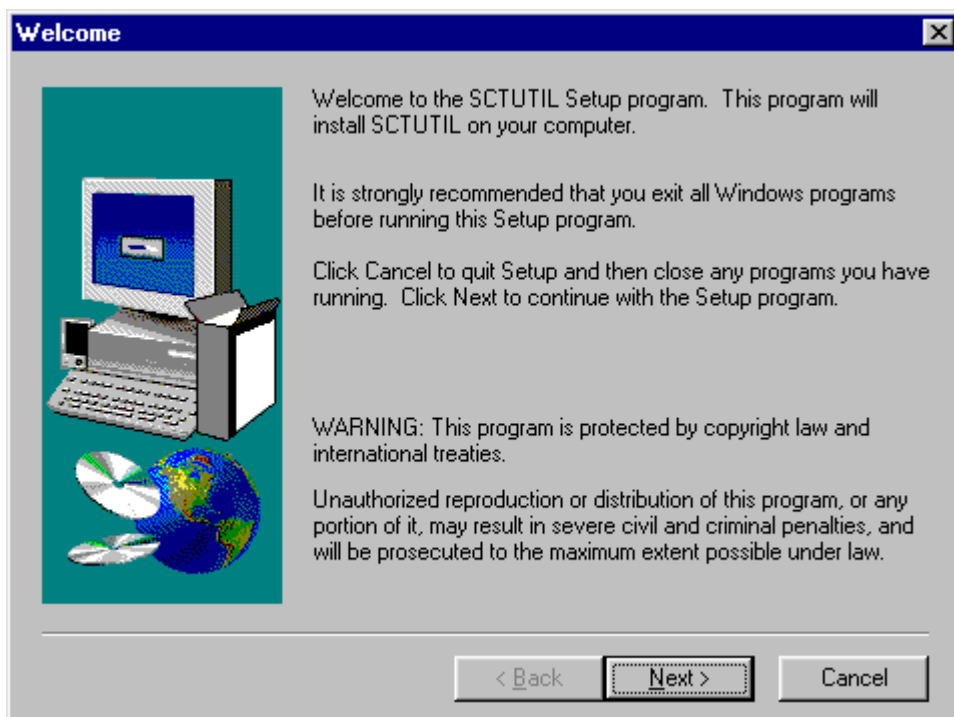 Welcome
Welcome to the SCTUTIL Setup program.  This program will
install SCTUTIL on your computer.
It is strongly recommended that you exit all Windows programs
before running this Setup program.
Click Cancel to quit Setup and then close any programs you have
running.  Click Next to continue with the Setup program.
WARNING: This program is protected by copyright law and
international treaties.
Unauthorized reproduction or distribution of this program, or any
portion of it, may result in severe civil and criminal penalties, and
will be prosecuted to the maximum extent possible under law.
< Back
Next >
Cancel